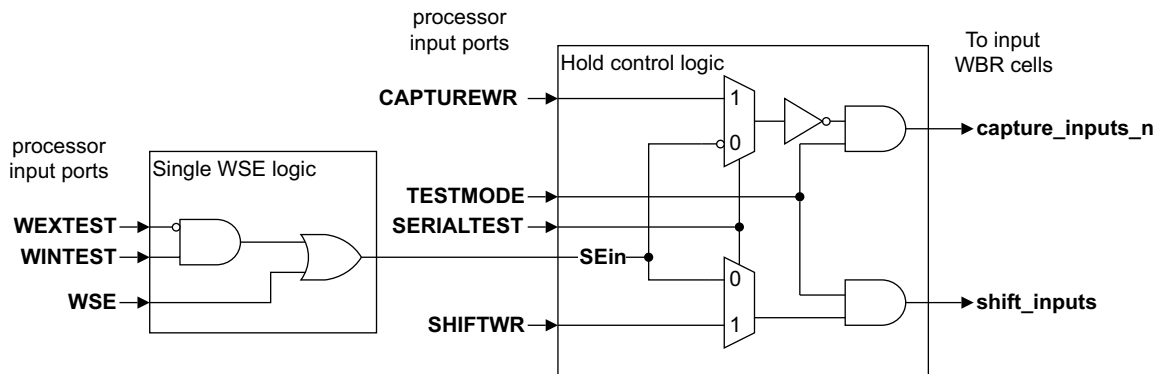 processor
input ports
Hold control logic
To input
WBR cells
CAPTUREWR
1
0
capture_inputs_n
processor
input ports
Single WSE logic
TESTMODE
SERIALTEST
WEXTEST
WINTEST
WSE
SEin
0
1
SHIFTWR
shift_inputs